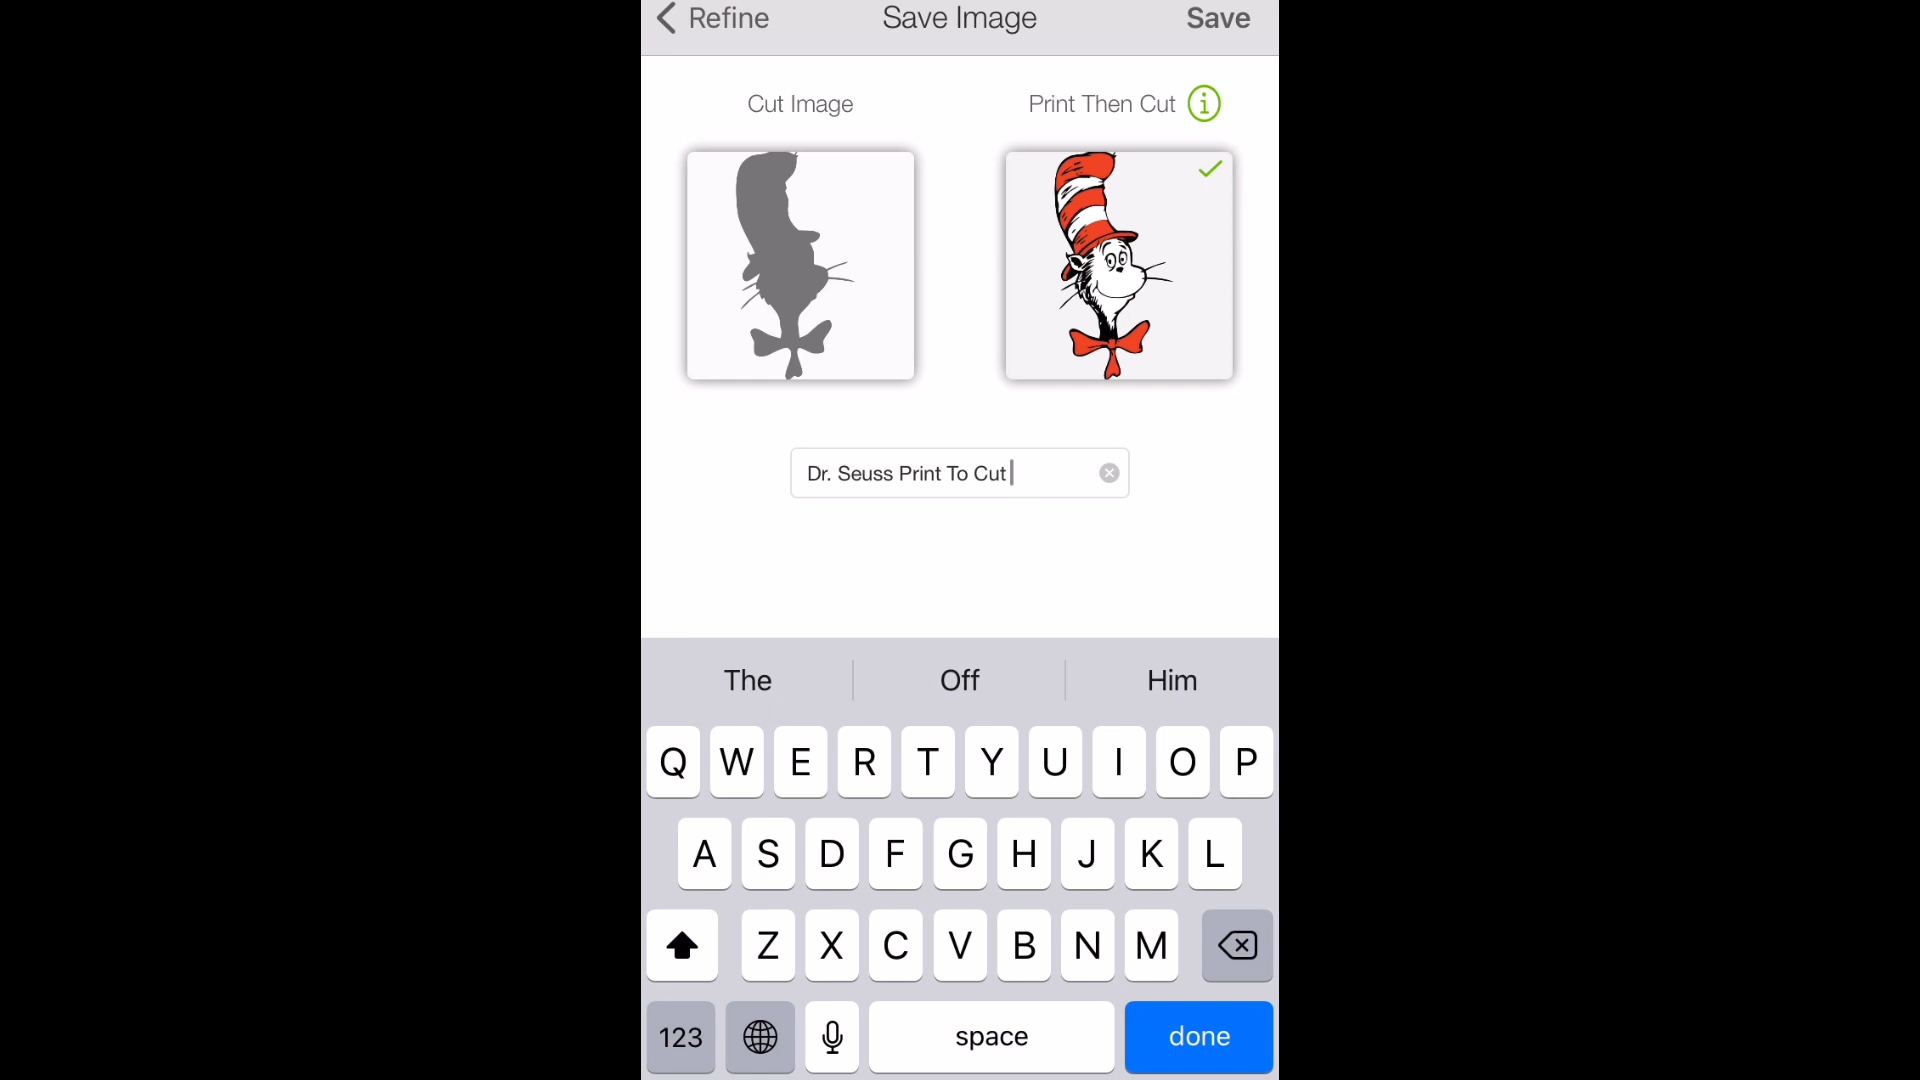 Refine
Save Image
Save
Cut Image
Print Then Cut i
Dr. Seuss Print To Cut
The
Off
Him
Q W E R T Y U I O P
A S D F G H J K L
Z X C V B N M
123
space
done